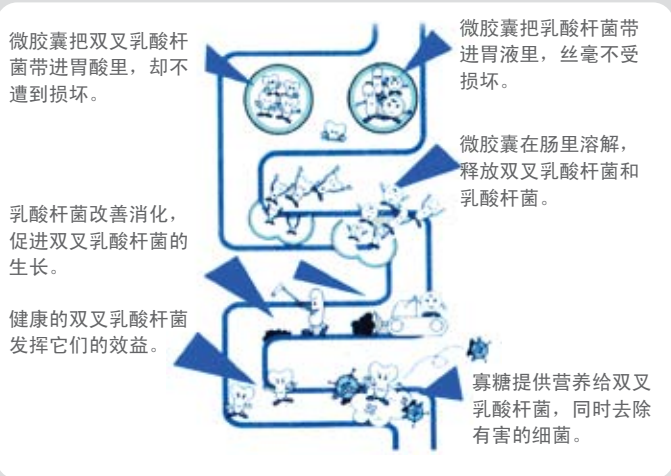 微胶囊把双叉乳酸杆
菌带进胃酸里，却不
遭到损坏。
微胶囊把乳酸杆菌带
进胃液里，丝毫不受
损坏。
微胶囊在肠里溶解，
释放双叉乳酸杆菌和
乳酸杆菌。
乳酸杆菌改善消化，
促进双叉乳酸杆菌的
生长。
健康的双叉乳酸杆菌
发挥它们的效益。
寡糖提供营养给双叉
乳酸杆菌，同时去除
有害的细菌。